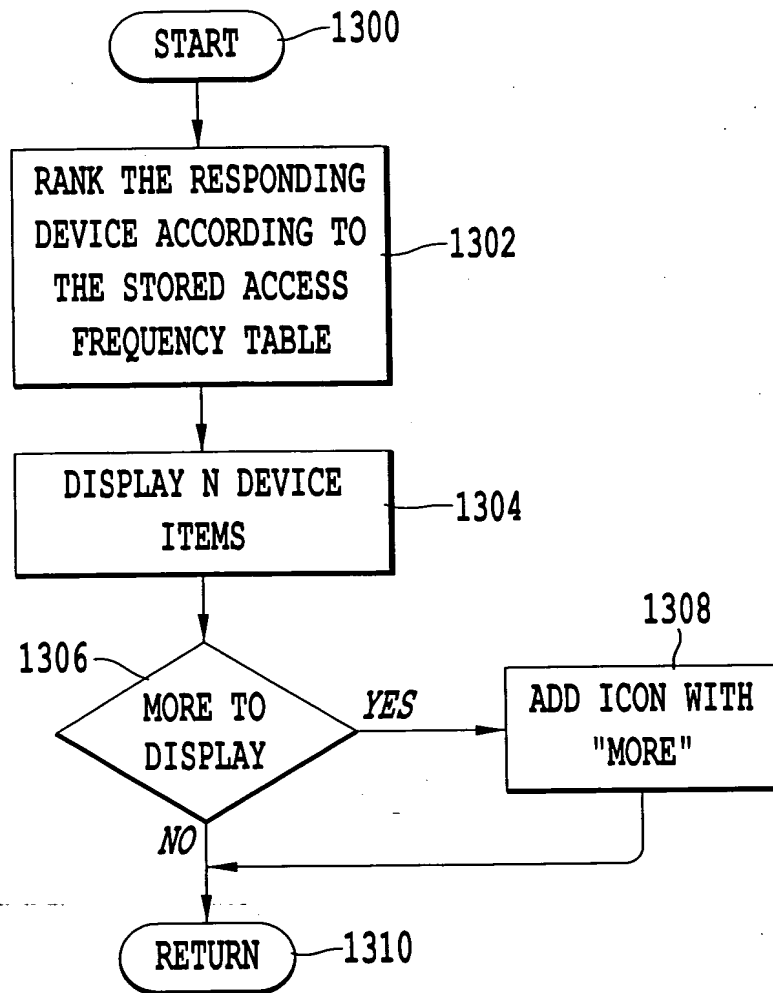 START
1300
RANK THE RESPONDING
DEVICE ACCORDING TO
THE STORED ACCESS
FREQUENCY TABLE
1302
DISPLAY N DEVICE
ITEMS
1304
1306
MORE TO
DISPLAY
YES
1308
ADD ICON WITH
"MORE"
NO
RETURN
1310